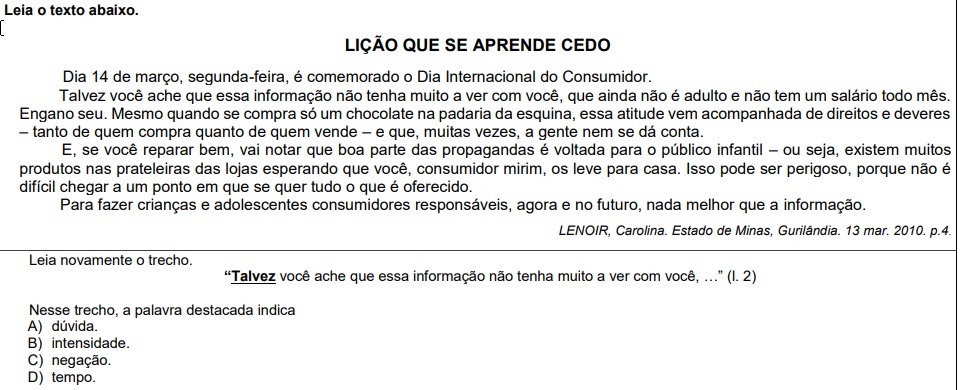 Leia o texto abaixo.
LIÇÃO QUE SE APRENDE CEDO
Dia 14 de março, segunda-feira, é comemorado o Dia Internacional do Consumidor.
Talvez você ache que essa informação não tenha muito a ver com você, que ainda não é adulto e não tem um salário todo mês.
Engano seu. Mesmo quando se compra só um chocolate na padaria da esquina, essa atitude vem acompanhada de direitos e deveres
– tanto de quem compra quanto de quem vende – e que, muitas vezes, a gente nem se dá conta.
E, se você reparar bem, vai notar que boa parte das propagandas é voltada para o público infantil – ou seja, existem muitos
produtos nas prateleiras das lojas esperando que você, consumidor mirim, os leve para casa. Isso pode ser perigoso, porque não é
difícil chegar a um ponto em que se quer tudo o que é oferecido.
Para fazer crianças e adolescentes consumidores responsáveis, agora e no futuro, nada melhor que a informação.
LENOIR, Carolina. Estado de Minas, Gurilândia. 13 mar. 2010. p.4.
Leia novamente o trecho.
“Talvez você ache que essa informação não tenha muito a ver com você, …” (l. 2)
Nesse trecho, a palavra destacada indica
A) dúvida.
B) intensidade.
C) negação.
D) tempo.